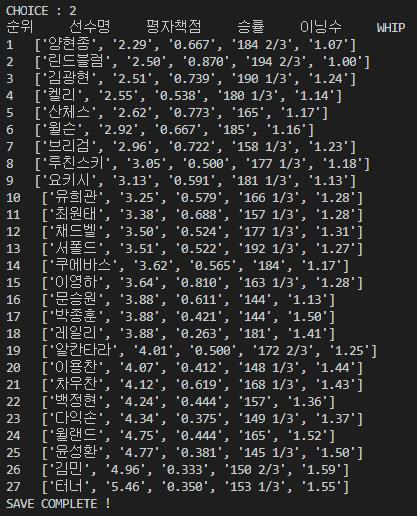 CHOICE : 2
순위 선수명 평자책점 승률 이닝수 WHIP
1 ['양현종', '2.29', '0.667', '184 2/3', '1.07']
2 ['린드블럼', '2.50', '0.870', '194 2/3', '1.00']
3 ['김광현', '2.51', '0.739', '190 1/3', '1.24']
4 ['켈리', '2.55', '0.538', '180 1/3', '1.14']
5 ['산체스', '2.62', '0.773', '165', '1.17']
6 ['윌슨', '2.92', '0.667', '185', '1.16']
7 ['브리검', '2.96', '0.722', '158 1/3', '1.23']
8 ['루친스키', '3.05', '0.500', '177 1/3', '1.18']
9 ['요키시', '3.13', '0.591', '181 1/3', '1.13']
10 ['유희관', '3.25', '0.579', '166 1/3', '1.28']
11 ['최원태', '3.38', '0.688', '157 1/3', '1.28']
12 ['채드벨', '3.50', '0.524', '177 1/3', '1.31']
13 ['서폴드', '3.51', '0.522', '192 1/3', '1.27']
14 ['쿠에바스', '3.62', '0.565', '184', '1.17']
15 ['이영하', '3.64', '0.810', '163 1/3', '1.28']
16 ['문승원', '3.88', '0.611', '144', '1.13']
17 ['박종훈', '3.88', '0.421', '144', '1.50']
18 ['레일리', '3.88', '0.263', '181', '1.41']
19 ['알칸타라', '4.01', '0.500', '172 2/3', '1.25']
20 ['이용찬', '4.07', '0.412', '148 1/3', '1.44']
21 ['차우찬', '4.12', '0.619', '168 1/3', '1.43']
22 ['백정현', '4.24', '0.444', '157', '1.36']
23 ['다익손', '4.34', '0.375', '149 1/3', '1.37']
24 ['윌랜드', '4.75', '0.444', '165', '1.52']
25 ['윤성환', '4.77', '0.381', '145 1/3', '1.50']
26 ['김민', '4.96', '0.333', '150 2/3', '1.59']
27 ['터너', '5.46', '0.350', '153 1/3', '1.55']
SAVE COMPLETE !